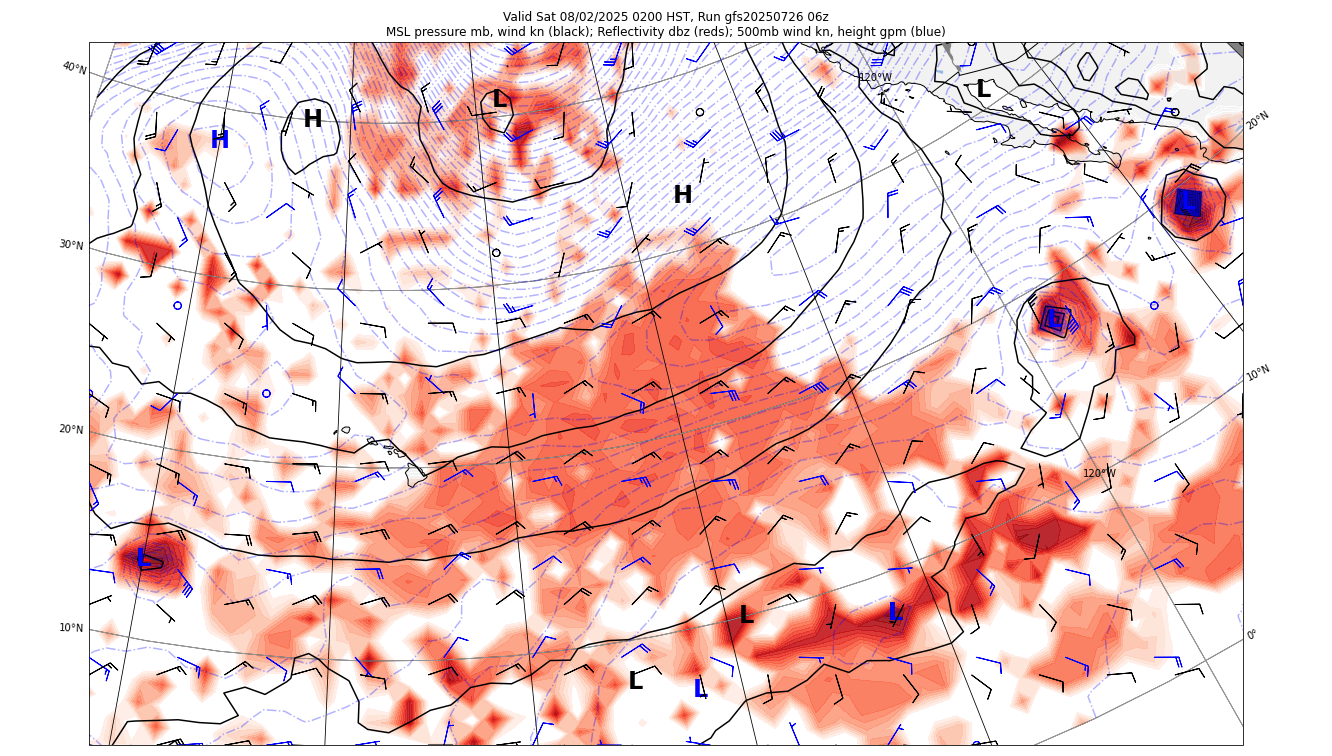 Valid Sat 08/02/2025 0200 HST, Run gfs20250726 06z
MSL pressure mb, wind kn (black); Reflectivity dbz (reds); 500mb wind kn, height gpm (blue)
40°N
120°W
L
L
H
H
20°N
H
L
30°N
L
10°N
20°N
120°W
L
10°N
L
L
0°
L
L